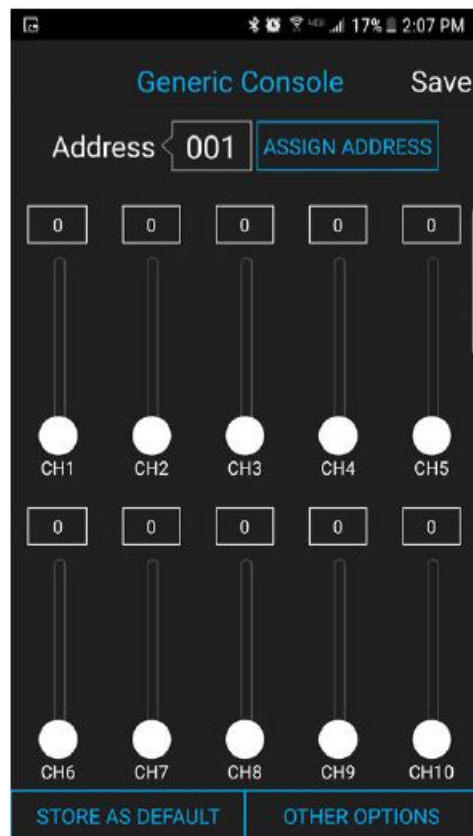 17% 2:07 PM
Generic Console Save
Address 001 ASSIGN ADDRESS
0 0 0 0 0
CH1 CH2 CH3 CH4 CH5
0 0 0 0 0
CH6 CH7 CH8 CH9 CH10
STORE AS DEFAULT OTHER OPTIONS